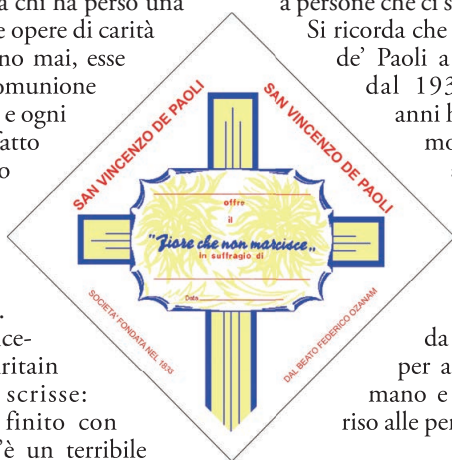 a chi ha perso una
e opere di carità
no mai, esse
omunione
e ogni
fatto
o
.
ce-
ritain
scrisse:
finito con
'è un terribile
a persone che ci s
Si ricorda che
de' Paoli a
dal 193
anni h
mo
da
per a
mano e
riso alle per
SAN VINCENZO DE PAOLI
SAN VINCENZO DE PAOLI
offre
il
"Fiore che non marcisce„
in suffragio di
Data
SOCIETA' FONDATA NEL 1833
DAL BEATO FEDERICO OZANAM